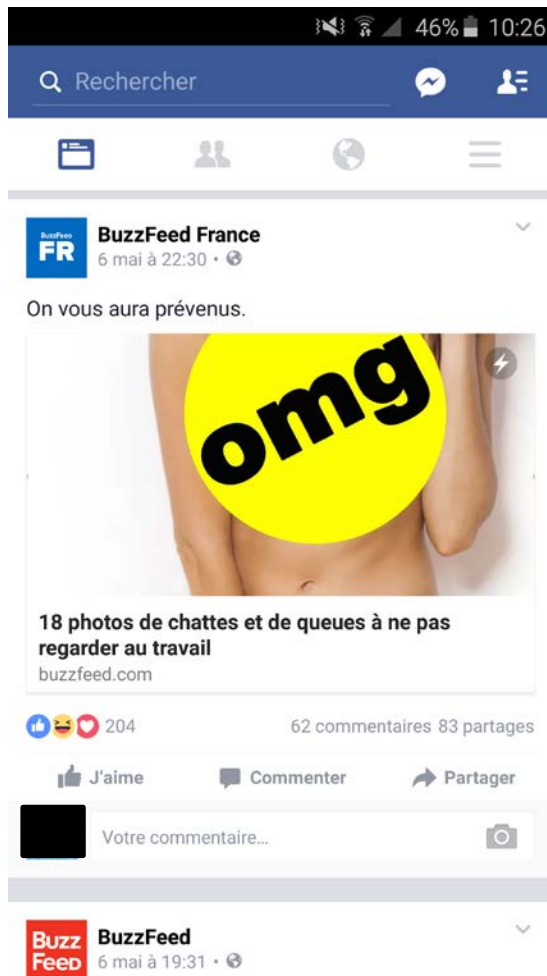 46% 10:26
Rechercher
BuzzFeed
FR
BuzzFeed France
6 mai à 22:30 •
On vous aura prévenus.
omg
18 photos de chattes et de queues à ne pas
regarder au travail
buzzfeed.com
204 62 commentaires 83 partages
J'aime Commenter Partager
Votre commentaire...
Buzz
FeeD
BuzzFeed
6 mai à 19:31 •